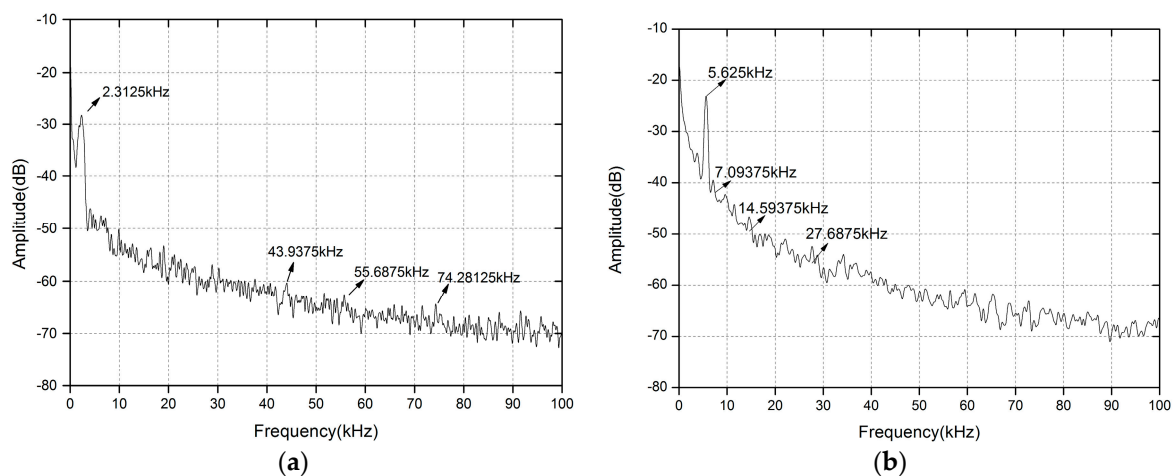 -10
-20
-30
-40
-50
-60
-70
-80
Amplitude(dB)
2.3125kHz
43.9375kHz
55.6875kHz
74.28125kHz
0 10 20 30 40 50 60 70 80 90 100
Frequency(kHz)
(a)
-10
-20
-30
-40
-50
-60
-70
-80
Amplitude(dB)
5.625kHz
7.09375kHz
14.59375kHz
27.6875kHz
0 10 20 30 40 50 60 70 80 90 100
Frequency(kHz)
(b)